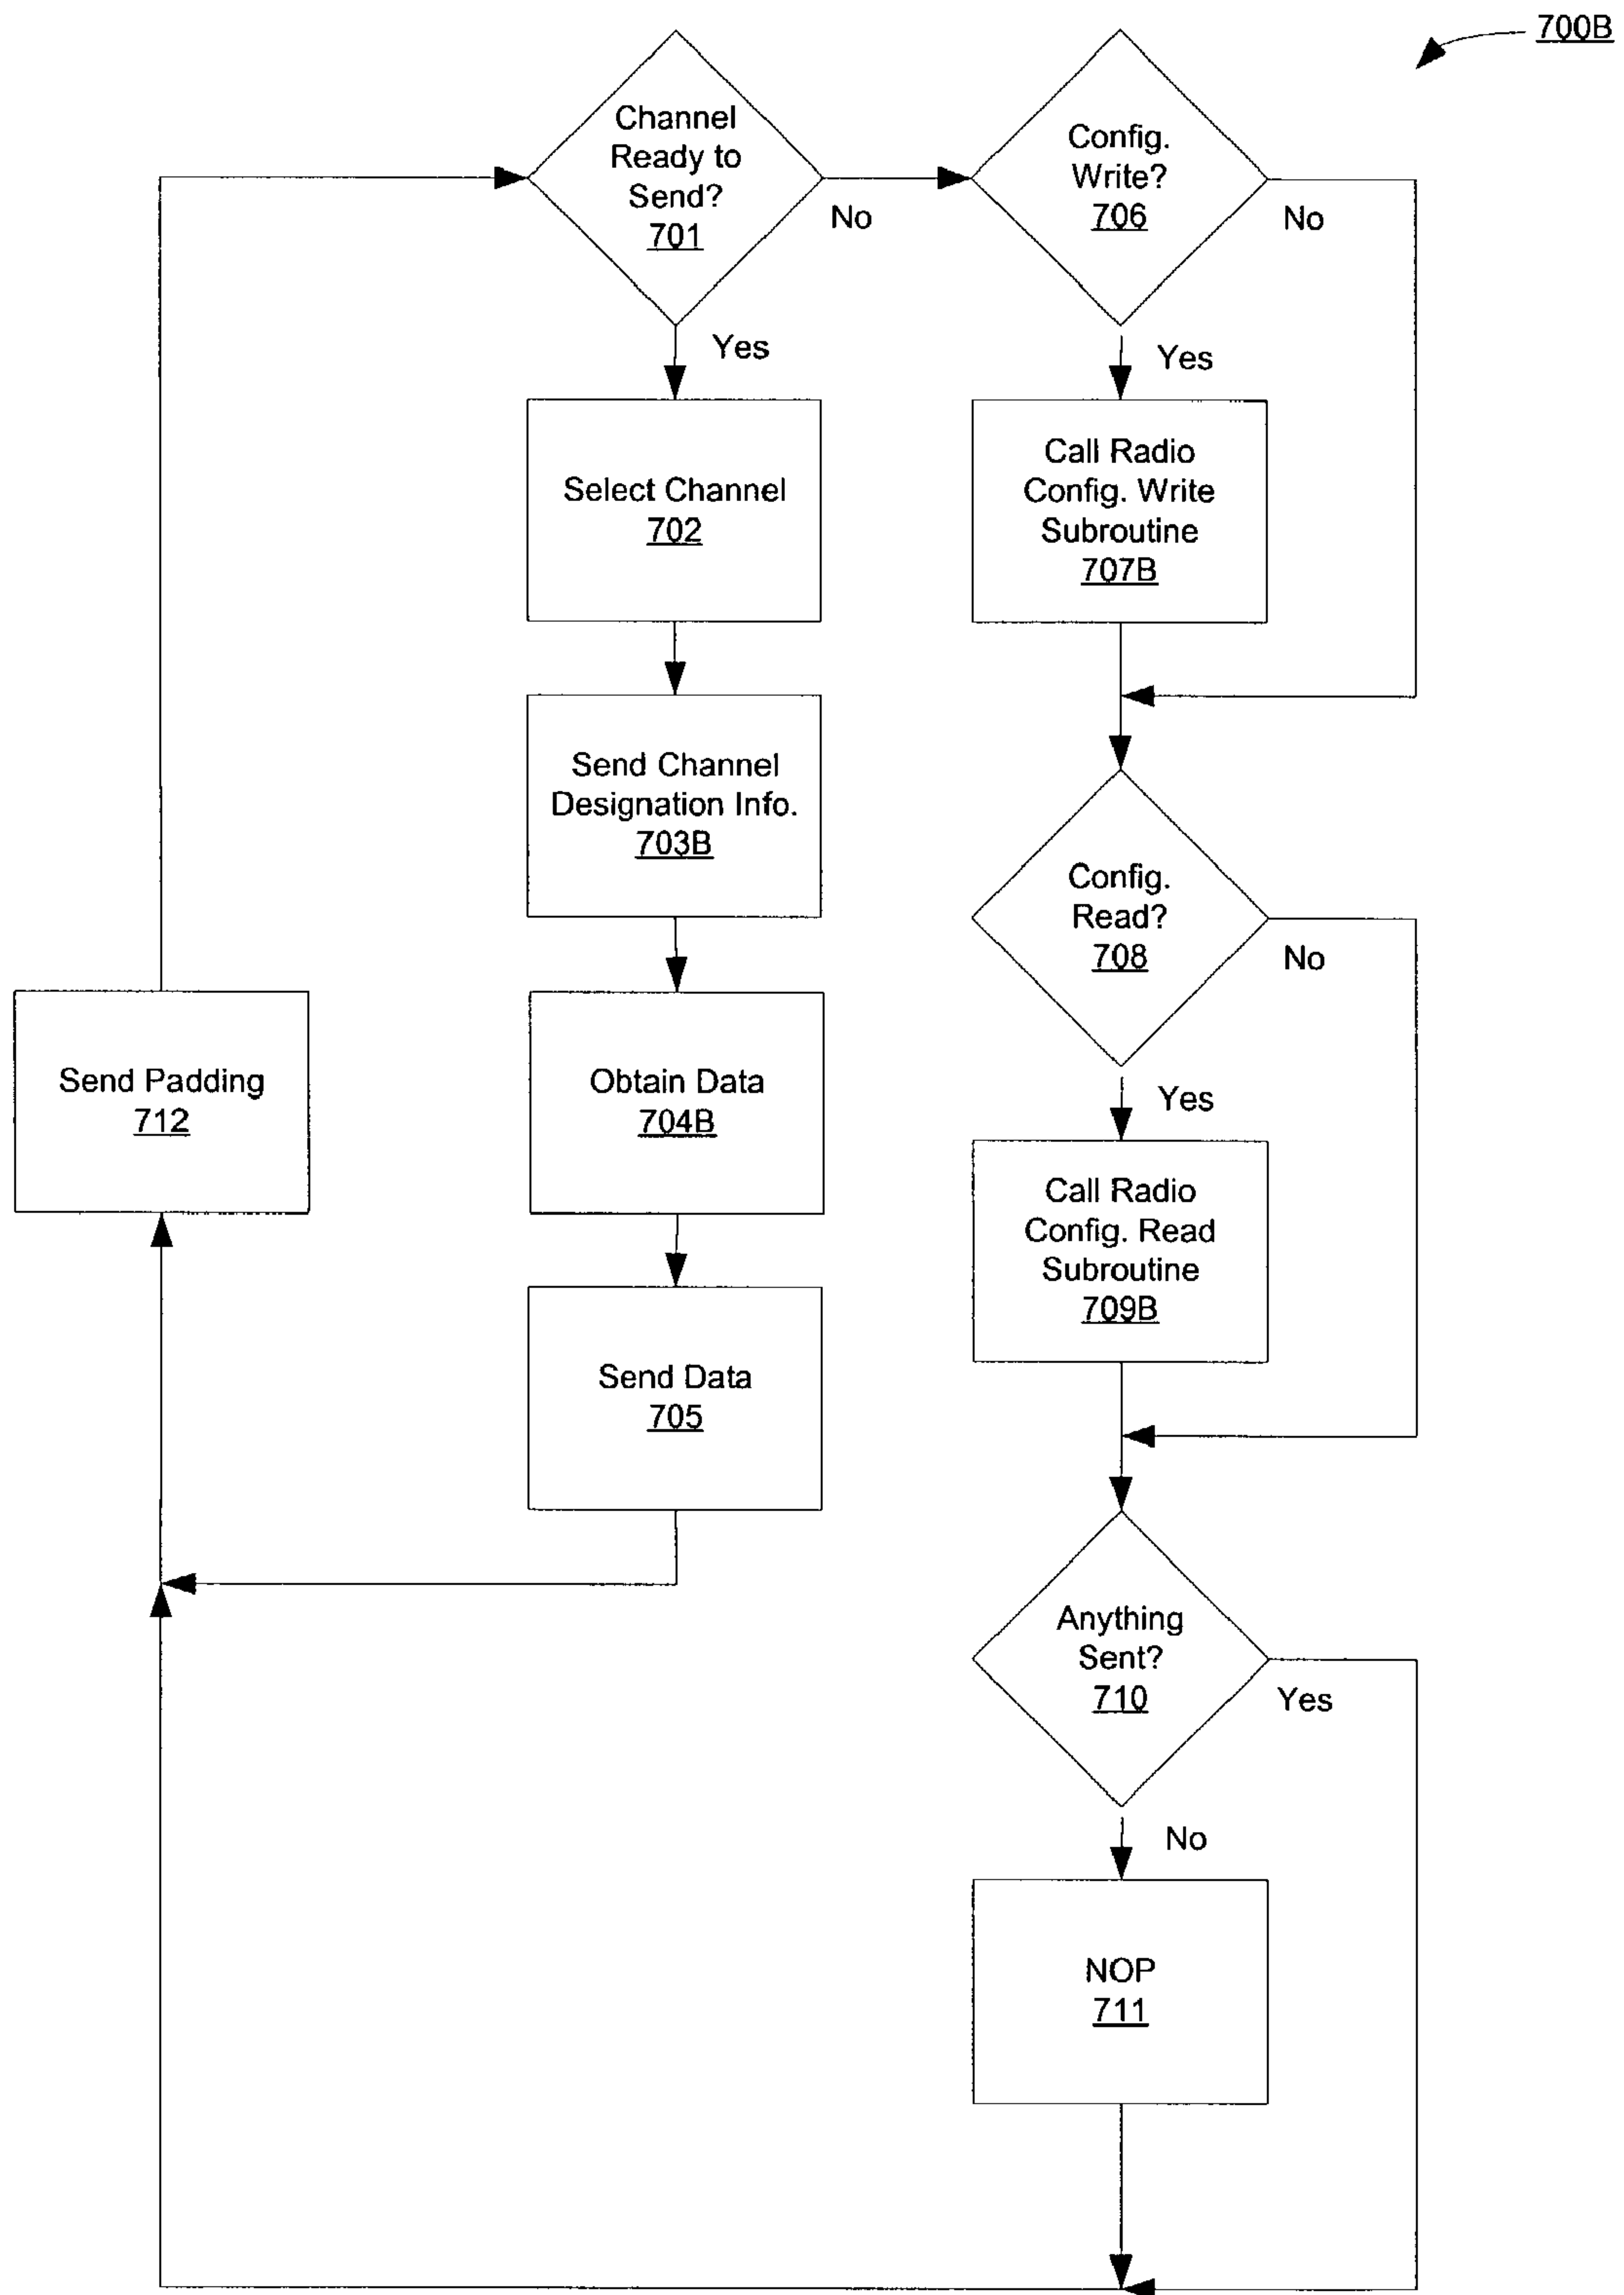 700B
Channel
Ready to
Send?
701
No
Yes
Config.
Write?
706
No
Yes
Select Channel
702
Call Radio
Config. Write
Subroutine
707B
Send Channel
Designation Info.
703B
Config.
Read?
708
No
Yes
Send Padding
712
Obtain Data
704B
Call Radio
Config. Read
Subroutine
709B
Send Data
705
Anything
Sent?
710
Yes
No
NOP
711